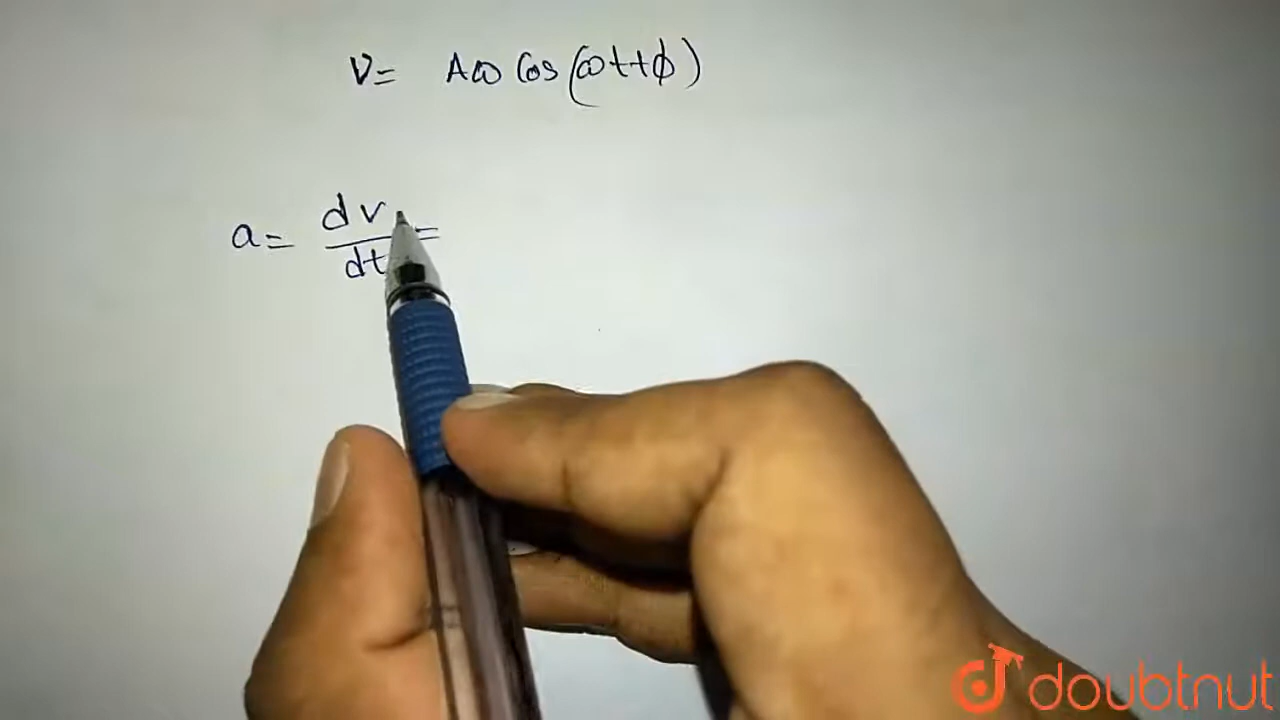 V= Aω Cos(ωt+ϕ)
a= dv/dt =
doubtnut